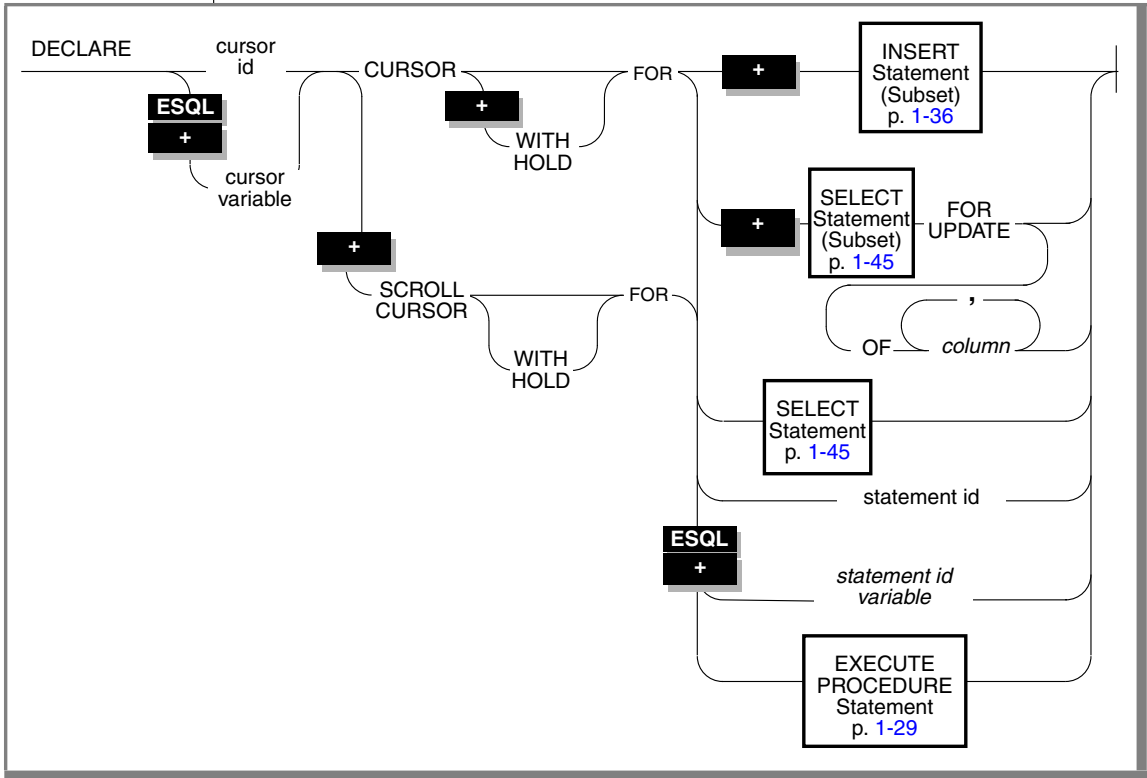 DECLARE
cursor
id
ESQL
+
cursor
variable
CURSOR
+
WITH
HOLD
FOR
+
INSERT
Statement
(Subset)
p. 1-36
+
SELECT
Statement
(Subset)
p. 1-45
FOR
UPDATE
,
OF
column
+
SCROLL
CURSOR
WITH
HOLD
FOR
SELECT
Statement
p. 1-45
statement id
ESQL
+
statement id
variable
EXECUTE
PROCEDURE
Statement
p. 1-29